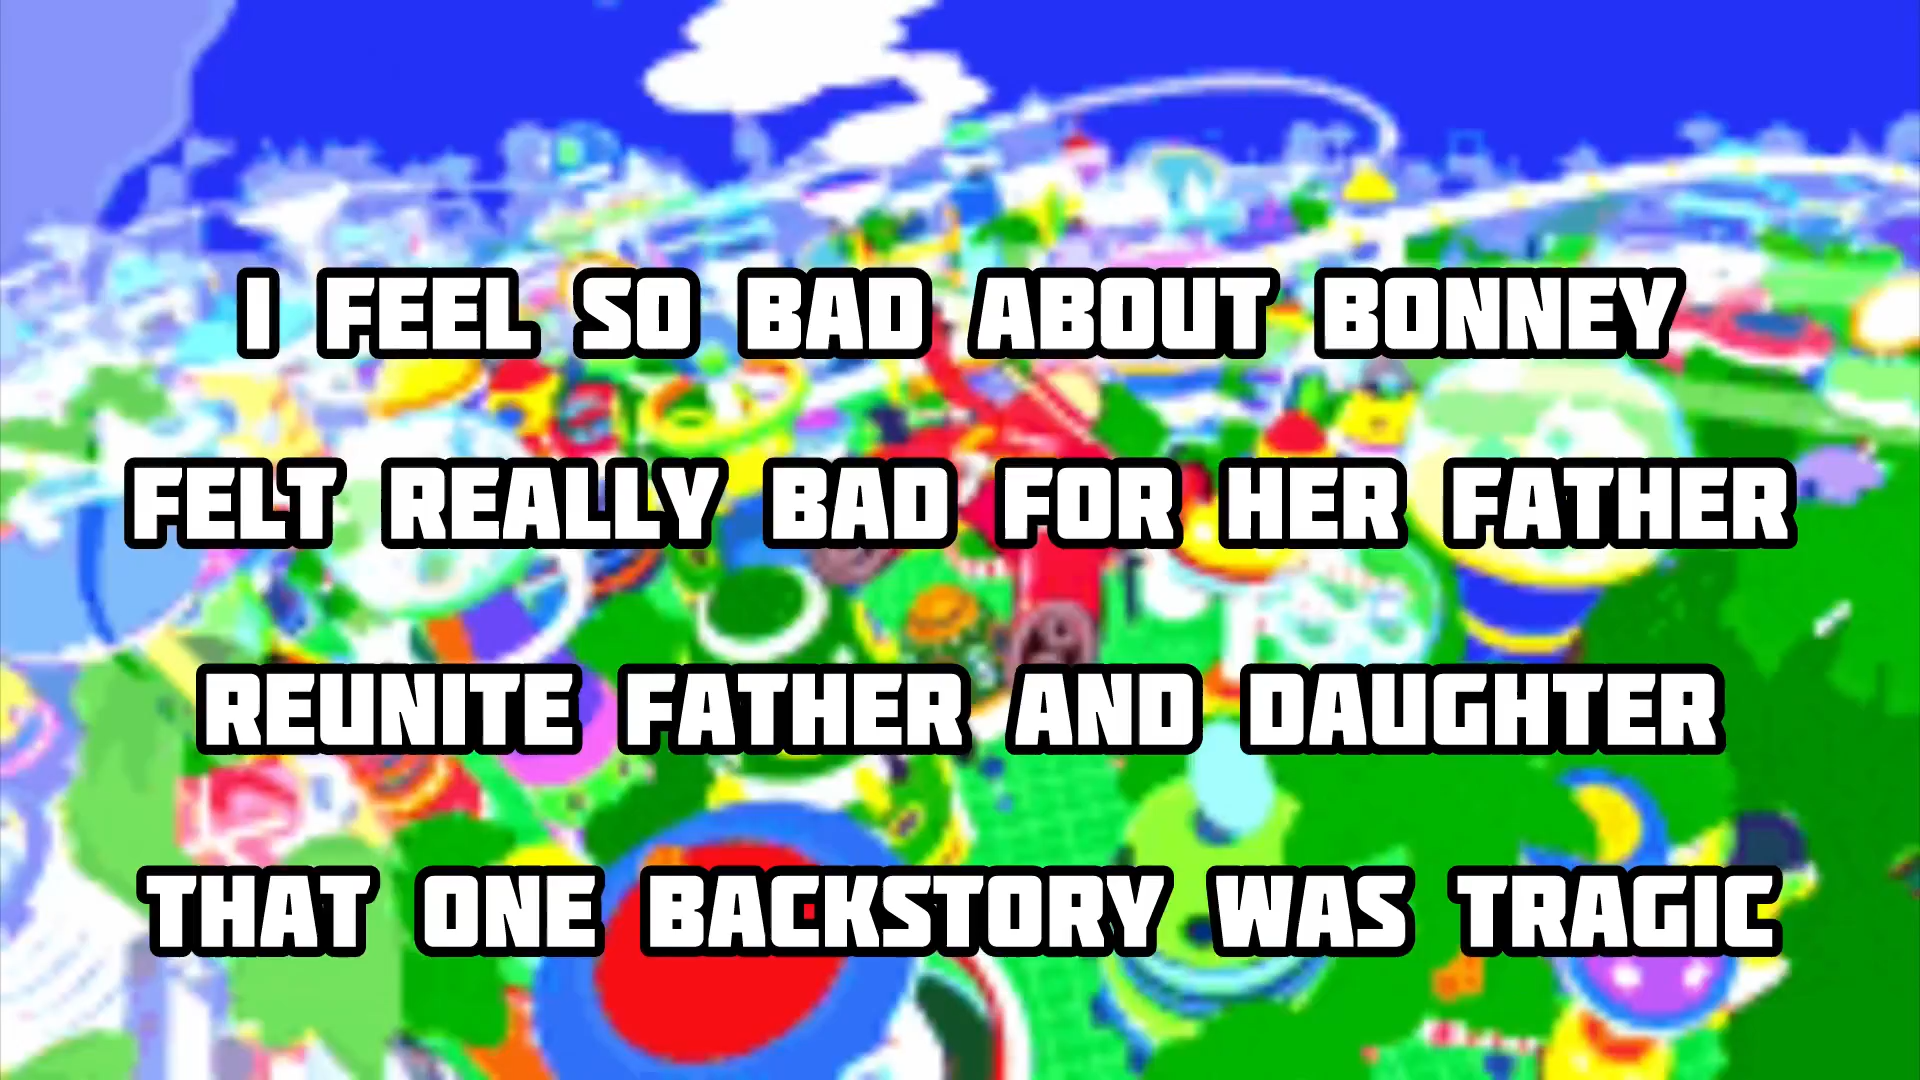 I FEEL SO BAD ABOUT BONNEY
FELT REALLY BAD FOR HER FATHER
REUNITE FATHER AND DAUGHTER
THAT ONE BACKSTORY WAS TRAGIC